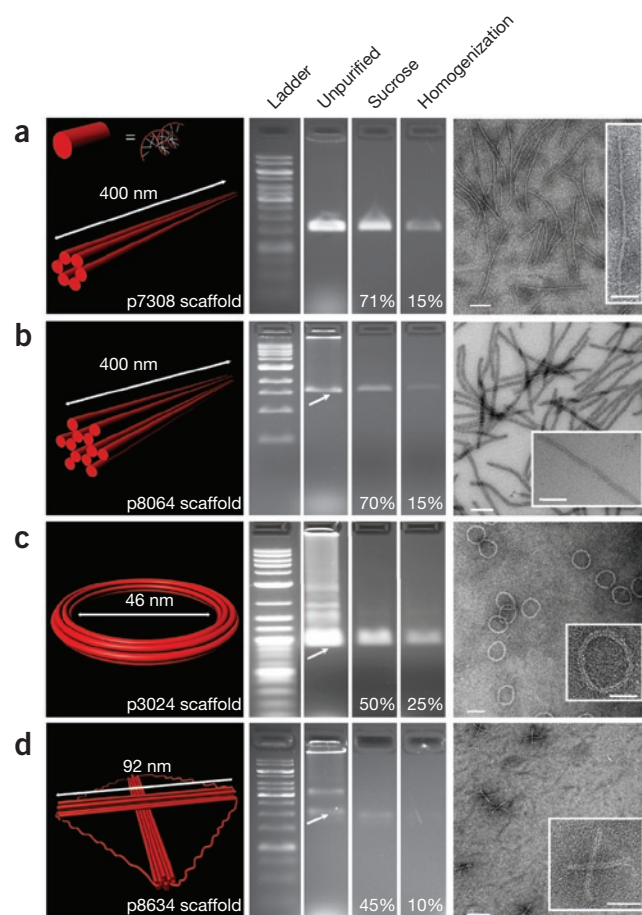 Ladder
Unpurified
Sucrose
Homogenization
a
=
400 nm
p7308 scaffold
71%
15%
b
400 nm
p8064 scaffold
70%
15%
c
46 nm
p3024 scaffold
50%
25%
d
92 nm
p8634 scaffold
45%
10%